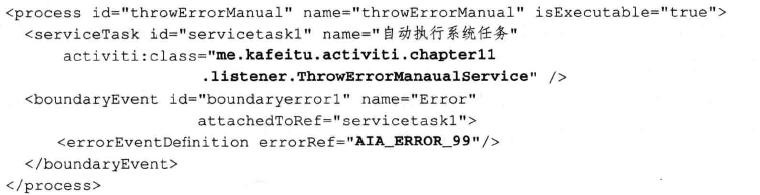 <process id="throwErrorManual" name="throwErrorManual" isExecutable="true">
<serviceTask id="servicetask1" name="自动执行系统任务"
activiti:class="me.kafeitu.activiti.chapter11
.listener.ThrowErrorManaualService" />
<boundaryEvent id="boundaryerror1" name="Error"
attachedToRef="servicetask1">
<errorEventDefinition errorRef="AIA_ERROR_99"/>
</boundaryEvent>
</process>